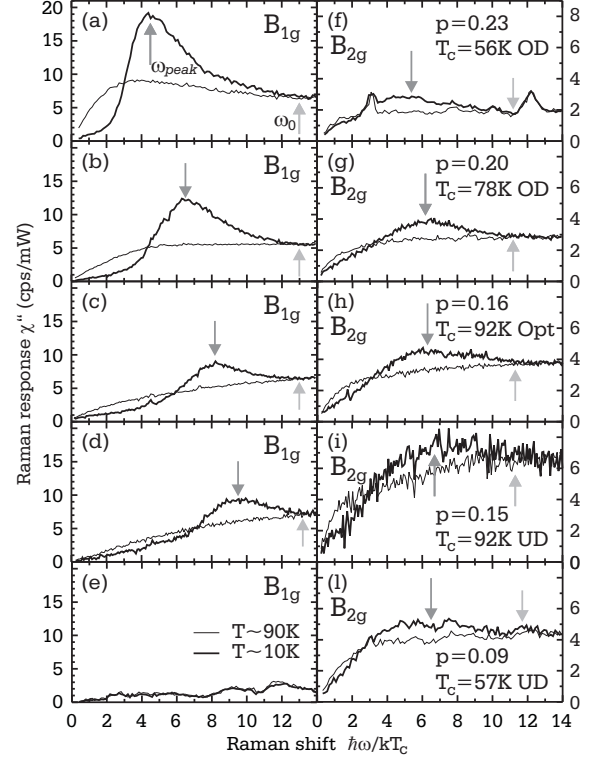 (a)
B1g
ωpeak
ω0
20
15
10
5
0
(f)
B2g
p=0.23
Tc=56K OD
8
6
4
2
0
(b)
B1g
15
10
5
0
(g)
B2g
p=0.20
Tc=78K OD
8
6
4
2
0
(c)
B1g
15
10
5
0
(h)
B2g
p=0.16
Tc=92K Opt
8
6
4
2
0
(d)
B1g
15
10
5
0
(i)
B2g
p=0.15
Tc=92K UD
6
4
2
0
(e)
B1g
T~90K
T~10K
15
10
5
0
(l)
B2g
p=0.09
Tc=57K UD
8
6
4
2
0
Raman response χ" (cps/mW)
0 2 4 6 8 10 12 0 2 4 6 8 10 12 14
Raman shift ħω/kTc